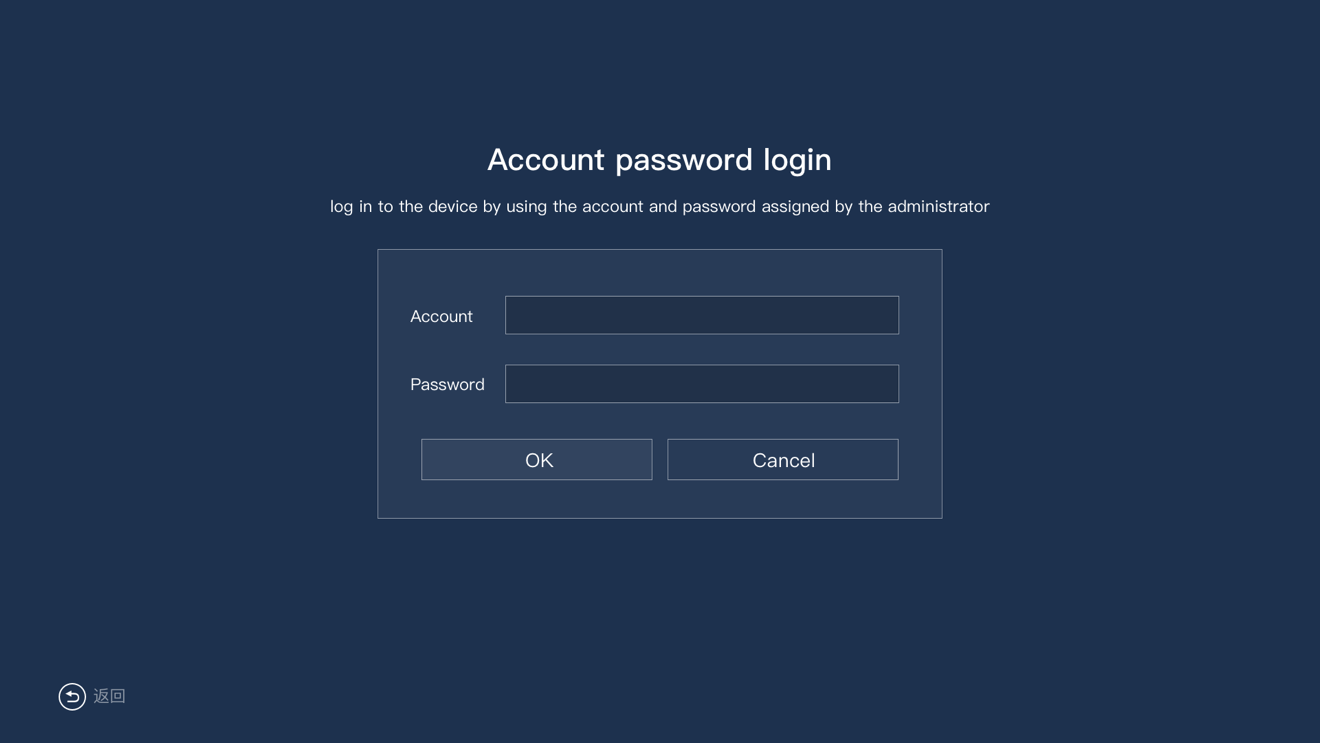 Account password login
log in to the device by using the account and password assigned by the administrator
Account
Password
OK
Cancel
返回